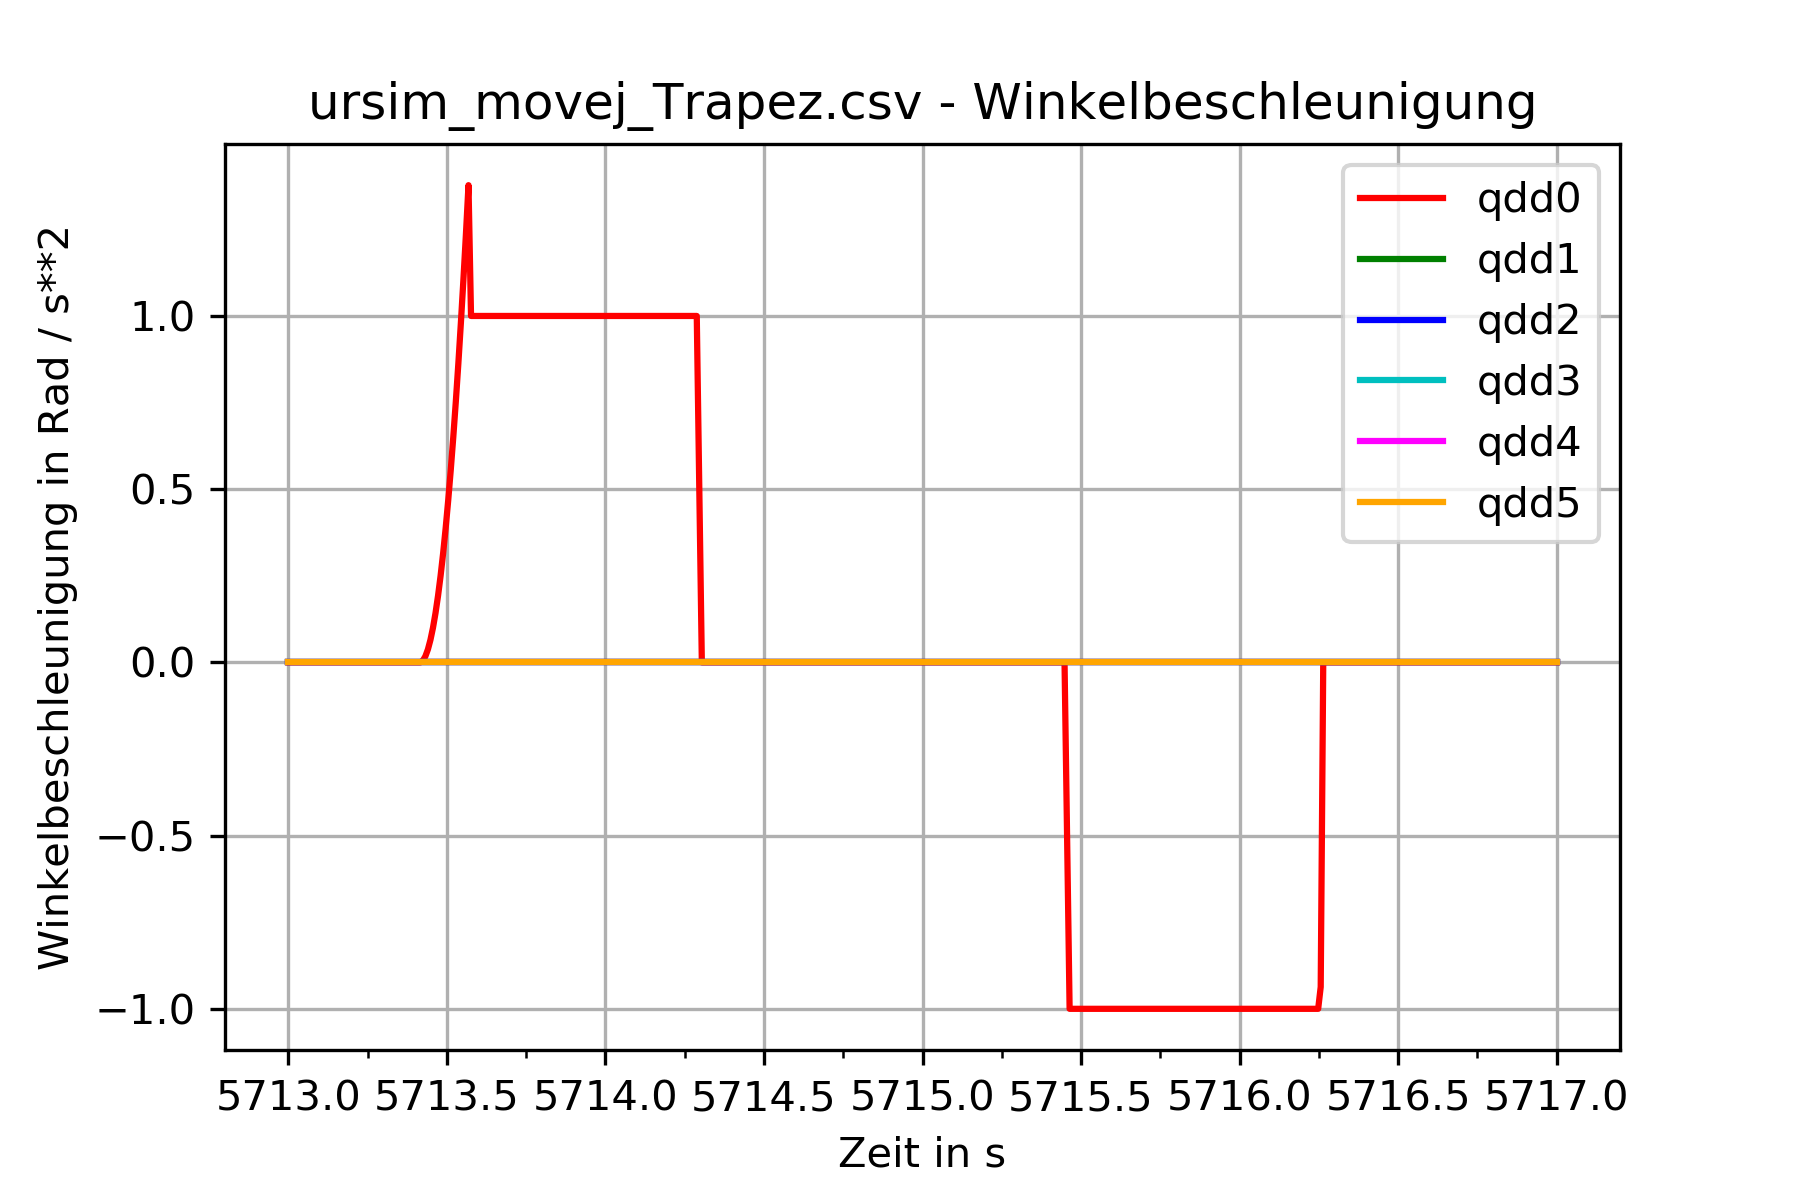 ursim_movej_Trapez.csv - Winkelbeschleunigung
Winkelbeschleunigung in Rad / s**2
1.0
0.5
0.0
−0.5
−1.0
qdd0
qdd1
qdd2
qdd3
qdd4
qdd5
5713.0 5713.5 5714.0 5714.5 5715.0 5715.5 5716.0 5716.5 5717.0
Zeit in s